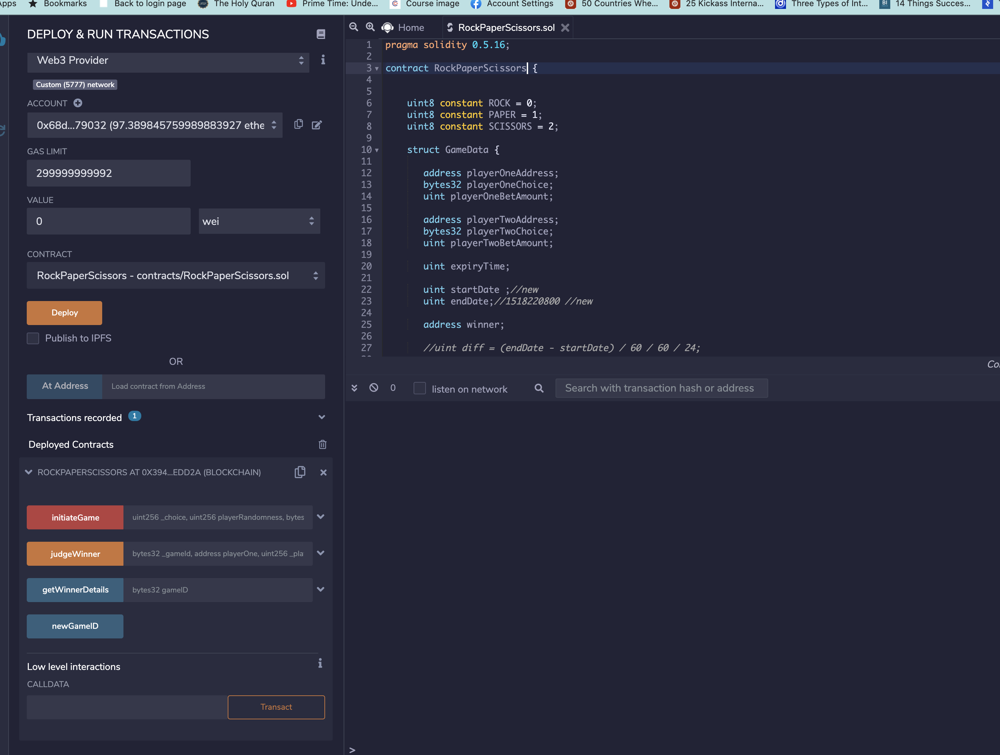 Bookmarks Back to login page The Holy Quran Prime Time: Unde... Course image Account Settings 50 Countries Whe... 25 Kickass Interna... Three Types of Int... 14 Things Succes...
DEPLOY & RUN TRANSACTIONS
Web3 Provider
i
Custom (5777) network
ACCOUNT
0x68d...79032 (97.389845759989883927 ethe
GAS LIMIT
299999999992
VALUE
0
wei
CONTRACT
RockPaperScissors - contracts/RockPaperScissors.sol
Deploy
Publish to IPFS
OR
At Address
Load contract from Address
Transactions recorded 1
Deployed Contracts
ROCKPAPERSCISSORS AT 0X394...EDD2A (BLOCKCHAIN)
initiateGame
uint256 _choice, uint256 playerRandomness, bytes
judgeWinner
bytes32 _gameId, address playerOne, uint256 _pla
getWinnerDetails
bytes32 gameID
newGameID
Low level interactions
i
CALLDATA
Transact
Home
RockPaperScissors.sol
1 pragma solidity 0.5.16;
2
3 contract RockPaperScissors {
4
5
6 uint8 constant ROCK = 0;
7 uint8 constant PAPER = 1;
8 uint8 constant SCISSORS = 2;
9
10 struct GameData {
11
12 address playerOneAddress;
13 bytes32 playerOneChoice;
14 uint playerOneBetAmount;
15
16 address playerTwoAddress;
17 bytes32 playerTwoChoice;
18 uint playerTwoBetAmount;
19
20 uint expiryTime;
21
22 uint startDate ;//new
23 uint endDate;//1518220800 //new
24
25 address winner;
26
27 //uint diff = (endDate - startDate) / 60 / 60 / 24;
0
listen on network
Search with transaction hash or address
>